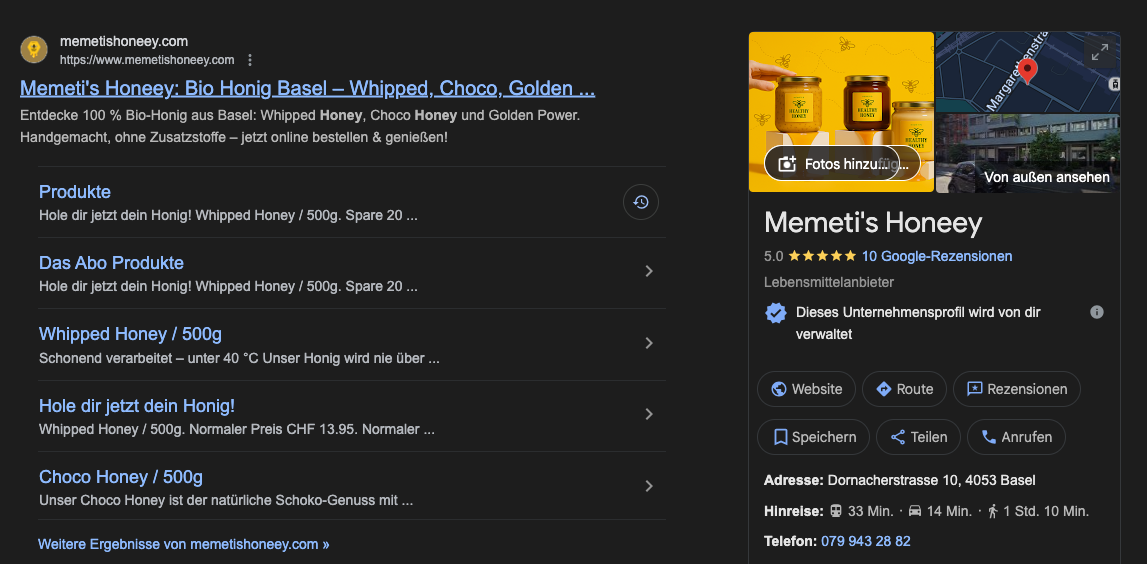 memetishoneey.com
https://www.memetishoneey.com
Memeti's Honeey: Bio Honig Basel – Whipped, Choco, Golden ...
Entdecke 100 % Bio-Honig aus Basel: Whipped Honey, Choco Honey und Golden Power.
Handgemacht, ohne Zusatzstoffe – jetzt online bestellen & genießen!
Produkte
Hole dir jetzt dein Honig! Whipped Honey / 500g. Spare 20 ...
Das Abo Produkte
Hole dir jetzt dein Honig! Whipped Honey / 500g. Spare 20 ...
Whipped Honey / 500g
Schonend verarbeitet – unter 40 °C Unser Honig wird nie über ...
Hole dir jetzt dein Honig!
Whipped Honey / 500g. Normaler Preis CHF 13.95. Normaler ...
Choco Honey / 500g
Unser Choco Honey ist der natürliche Schoko-Genuss mit ...
Weitere Ergebnisse von memetishoneey.com »
HEALTHY
HONEY
HEALTHY
HONEY
HEALTHY
HONEY
Fotos hinzufüg...
Von außen ansehen
Memeti's Honeey
5.0 10 Google-Rezensionen
Lebensmittelanbieter
Dieses Unternehmensprofil wird von dir
verwaltet
Website Route Rezensionen
Speichern Teilen Anrufen
Adresse: Dornacherstrasse 10, 4053 Basel
Hinreise: 33 Min. · 14 Min. · 1 Std. 10 Min.
Telefon: 079 943 28 82